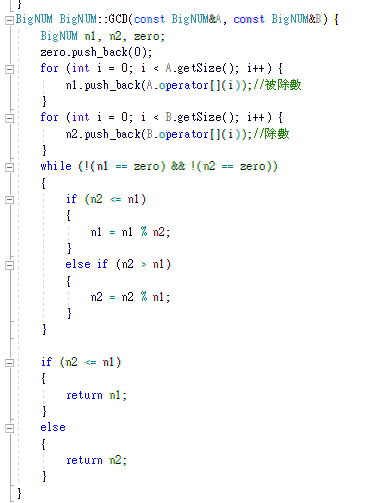 }
BigNUM BigNUM::GCD(const BigNUM&A, const BigNUM&B) {
BigNUM n1, n2, zero;
zero.push_back(0);
for (int i = 0; i < A.getSize(); i++) {
n1.push_back(A.operator[](i));//被除數
}
for (int i = 0; i < B.getSize(); i++) {
n2.push_back(B.operator[](i));//除數
}
while (!(n1 == zero) && !(n2 == zero))
{
if (n2 <= n1)
{
n1 = n1 % n2;
}
else if (n2 > n1)
{
n2 = n2 % n1;
}
}
if (n2 <= n1)
{
return n1;
}
else
{
return n2;
}
}